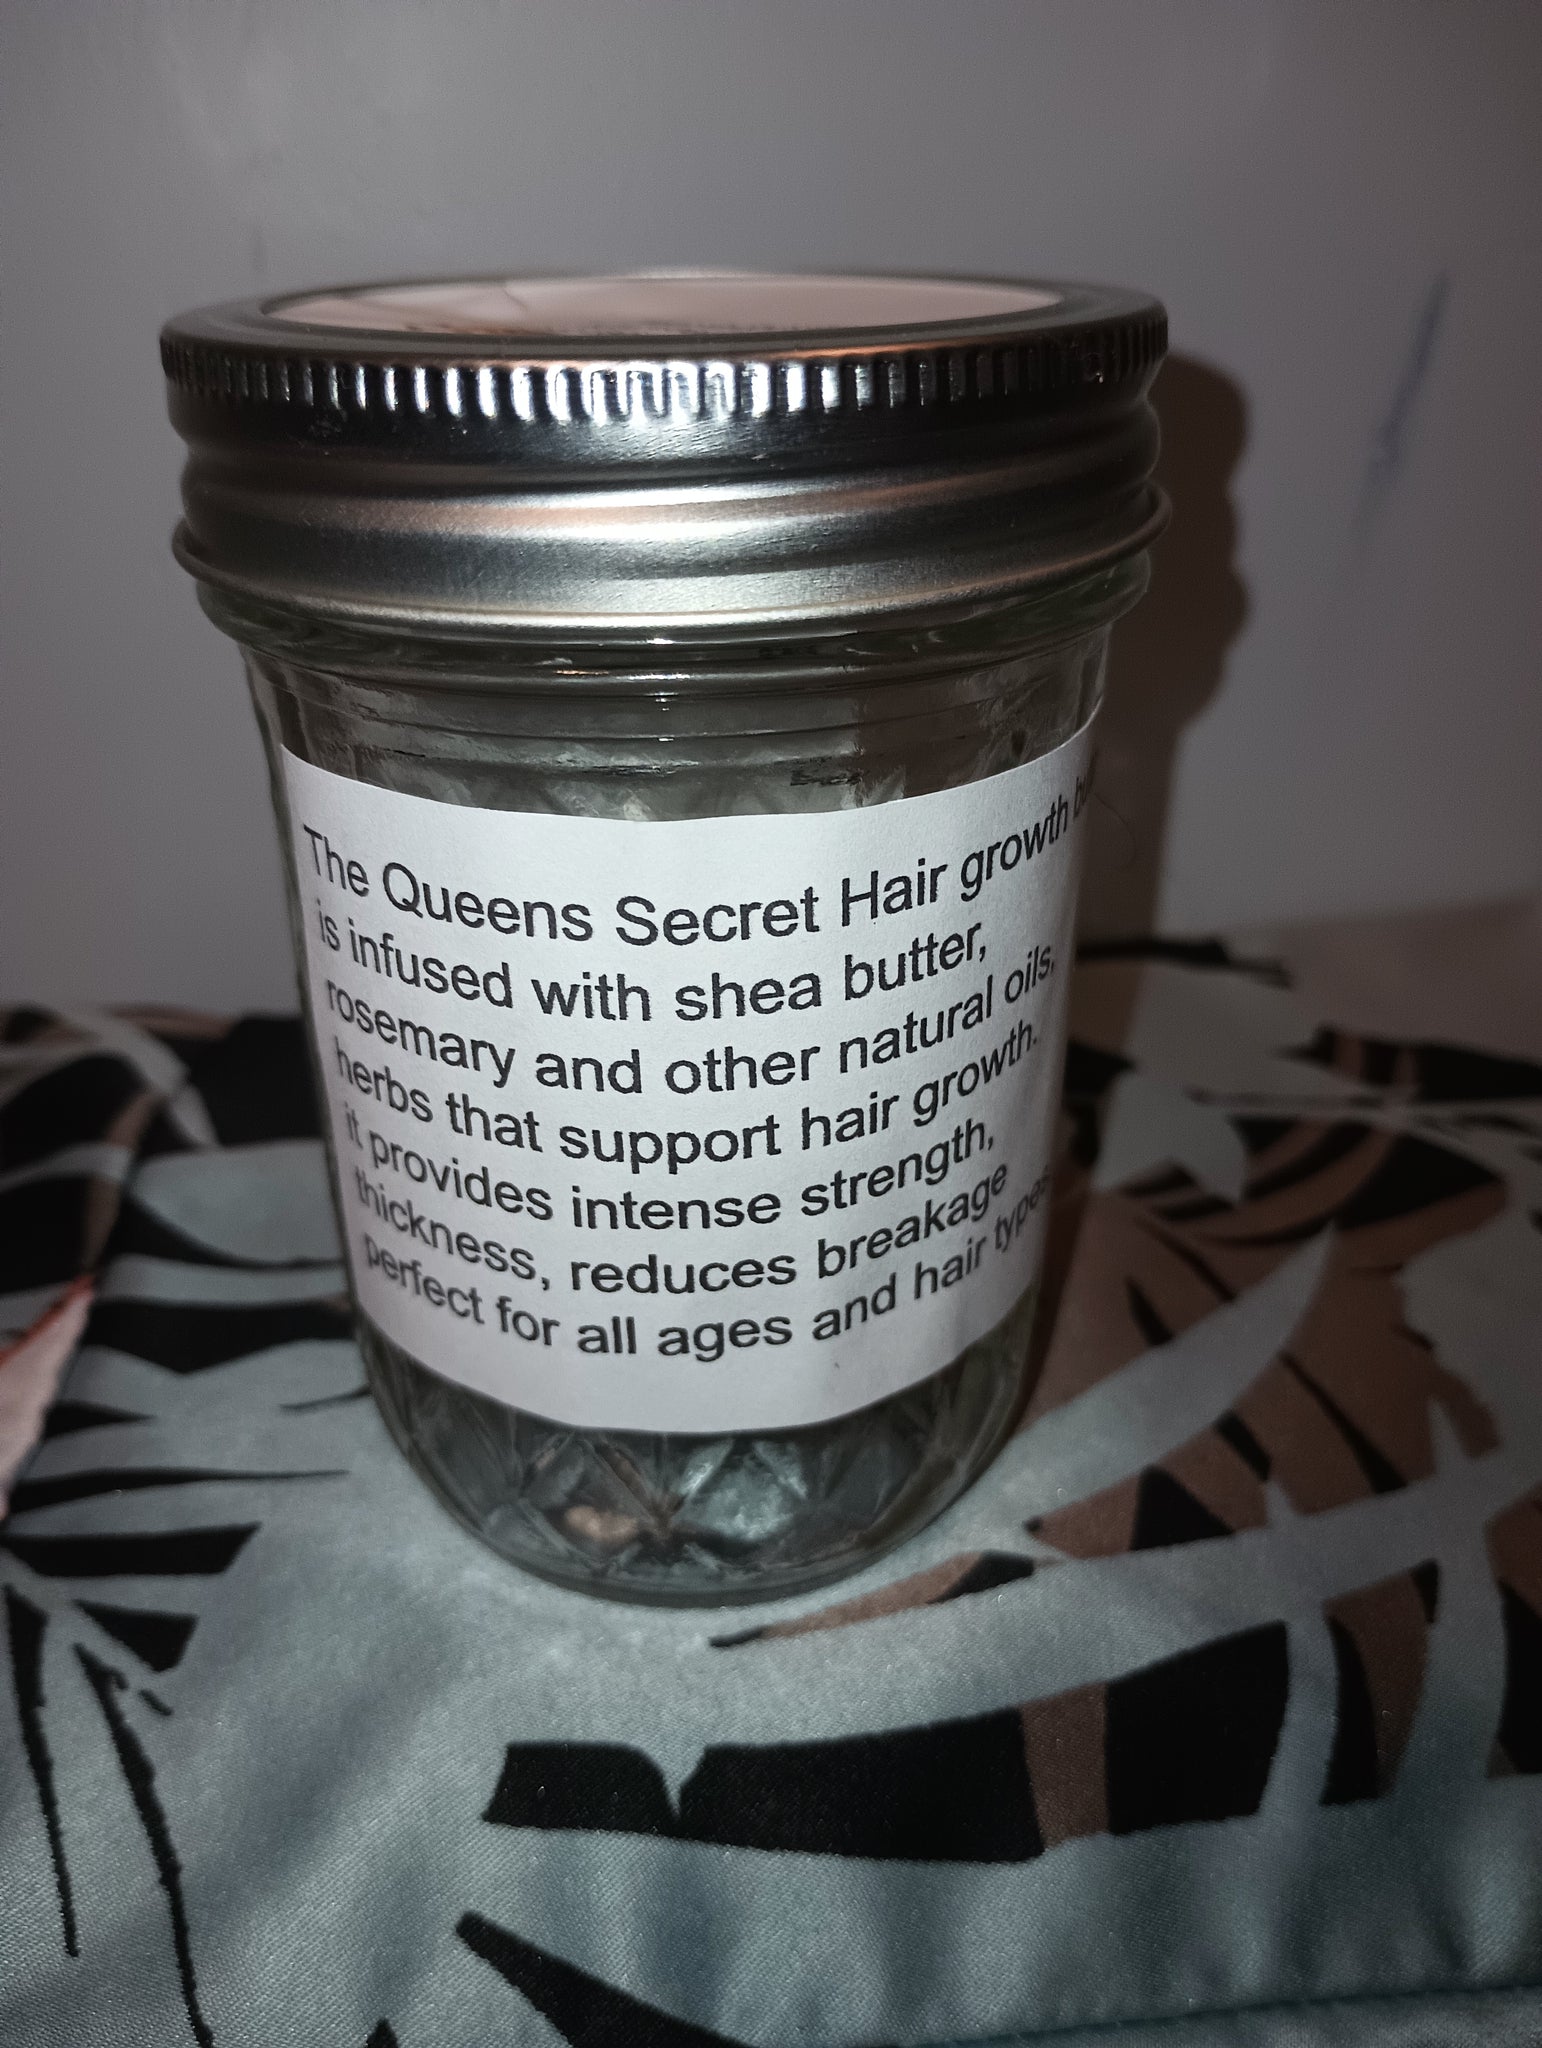 The Queens Secret Hair growth
is infused with shea butter,
rosemary and other natural oils,
herbs that support hair growth.
it provides intense strength,
thickness, reduces breakage
perfect for all ages and hair types